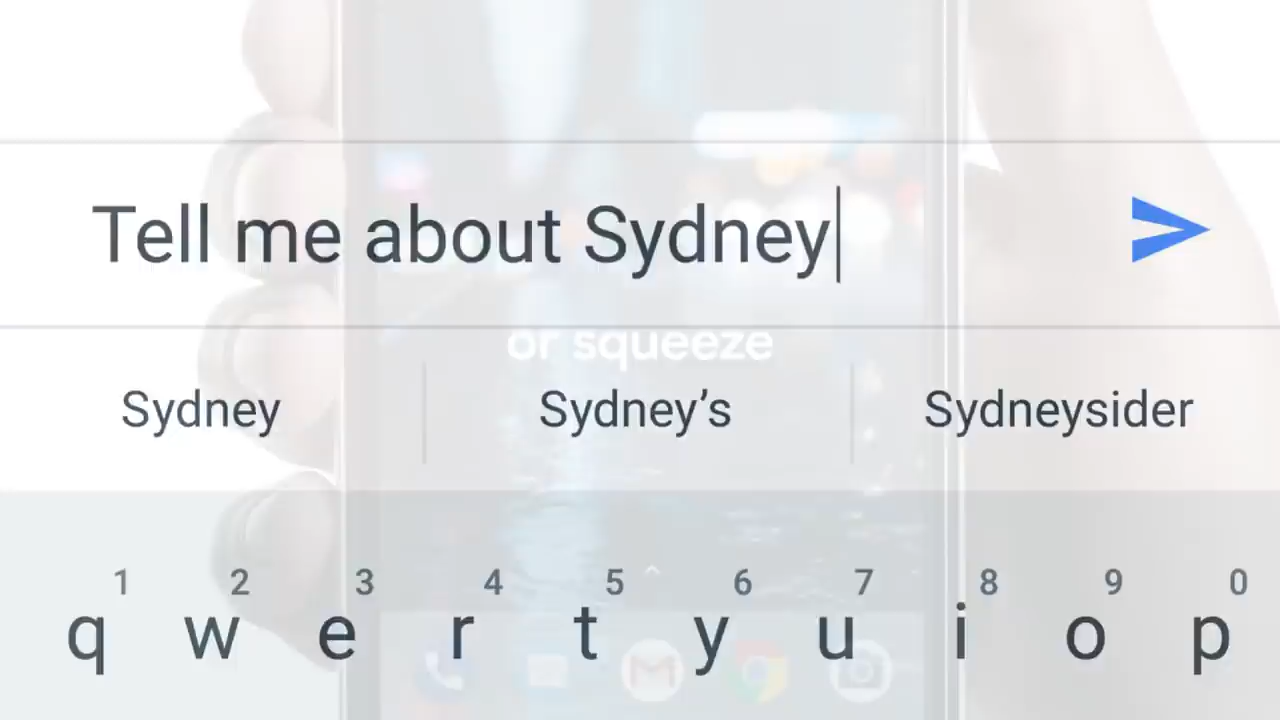 Tell me about Sydney
or squeeze
Sydney Sydney’s Sydneysider
1 2 3 4 5 6 7 8 9 0
q w e r t y u i o p